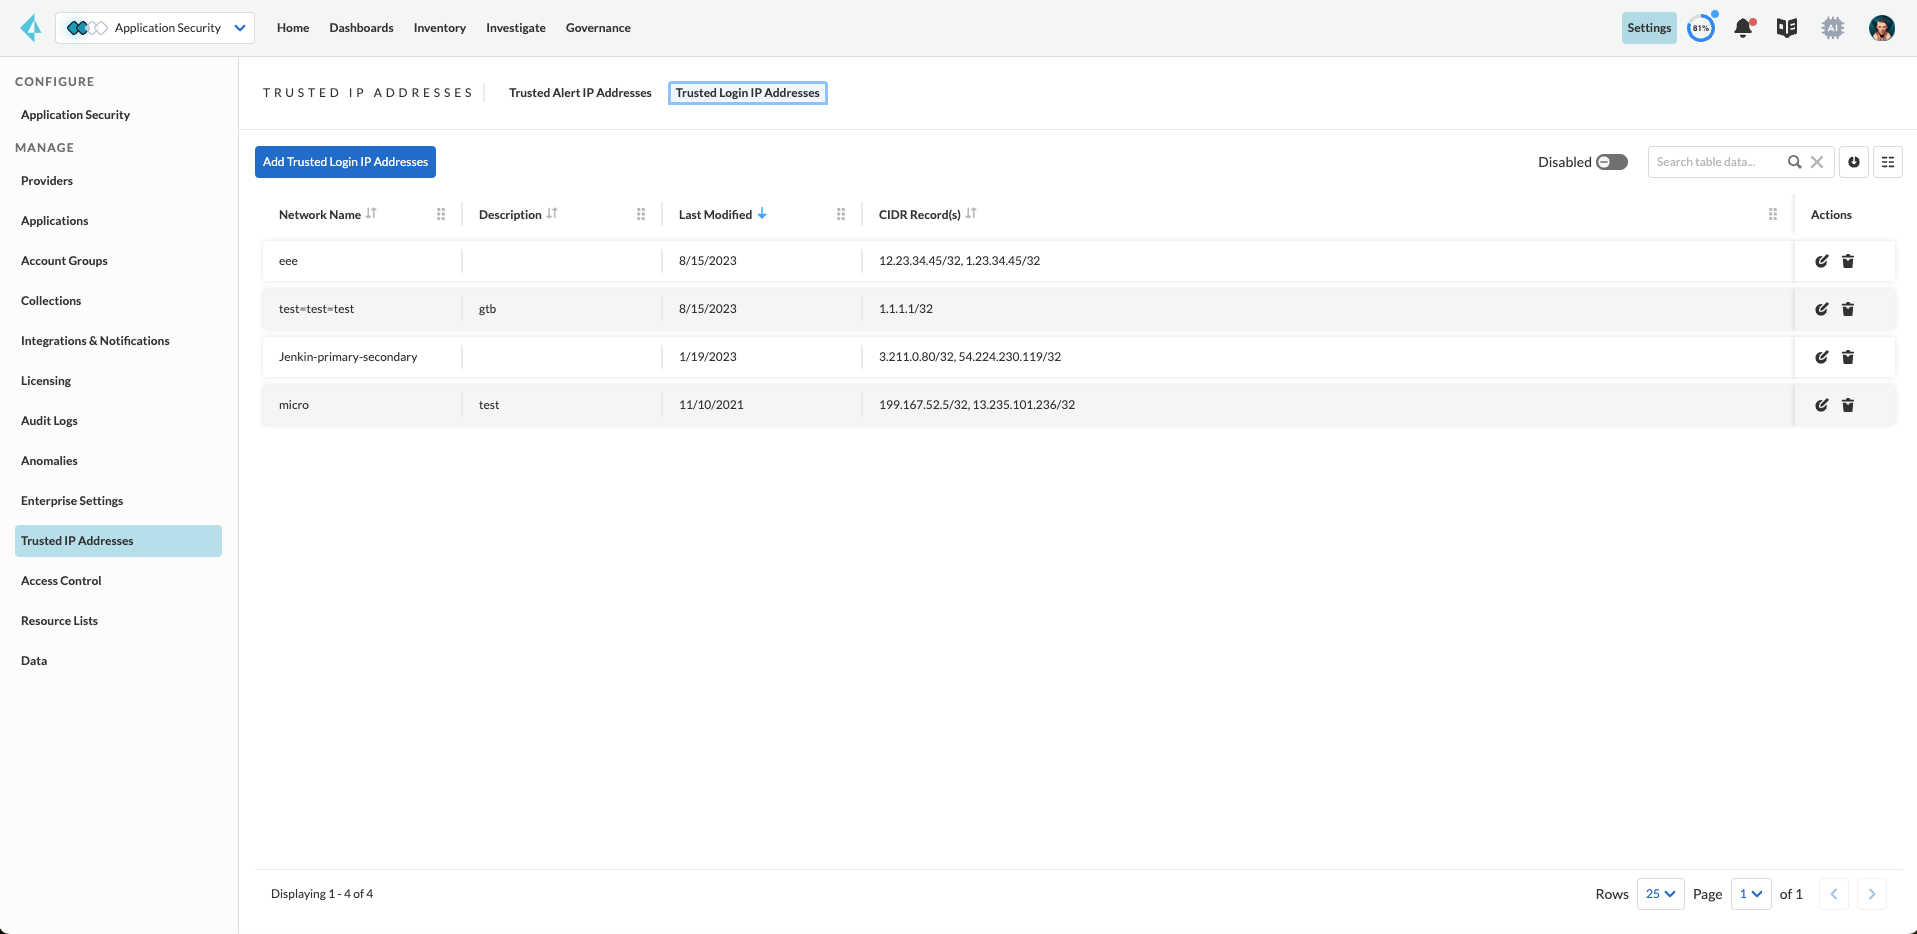 Application Security
Home
Dashboards
Inventory
Investigate
Governance
Settings
81%
AI
CONFIGURE
Application Security
MANAGE
Providers
Applications
Account Groups
Collections
Integrations & Notifications
Licensing
Audit Logs
Anomalies
Enterprise Settings
Trusted IP Addresses
Access Control
Resource Lists
Data
TRUSTED IP ADDRESSES
Trusted Alert IP Addresses
Trusted Login IP Addresses
Add Trusted Login IP Addresses
Disabled
Search table data...
Network Name Description Last Modified CIDR Record(s) Actions
eee 8/15/2023 12.23.34.45/32, 1.23.34.45/32
test=test=test gtb 8/15/2023 1.1.1.1/32
Jenkin-primary-secondary 1/19/2023 3.211.0.80/32, 54.224.230.119/32
micro test 11/10/2021 199.167.52.5/32, 13.235.101.236/32
Displaying 1 - 4 of 4
Rows 25 Page 1 of 1